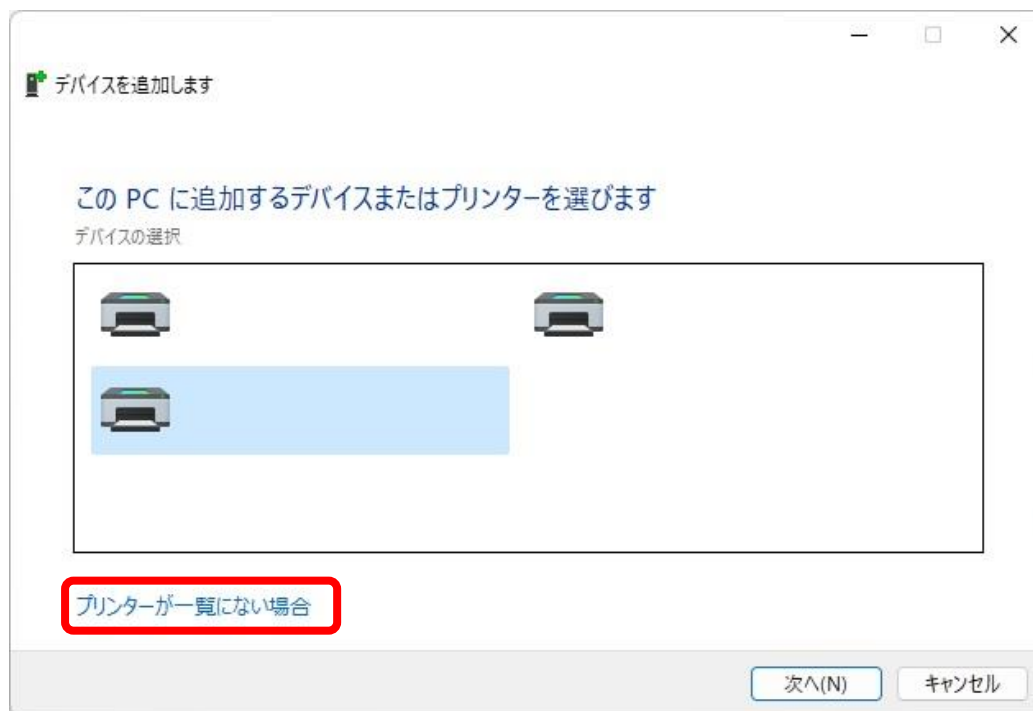 デバイスを追加します
この PC に追加するデバイスまたはプリンターを選びます
デバイスの選択
プリンターが一覧にない場合
次へ(N)
キャンセル